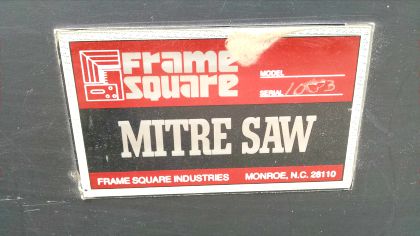 Frame
Square
MODEL
SERIAL
MITRE SAW
FRAME SQUARE INDUSTRIES MONROE, N.C. 28110